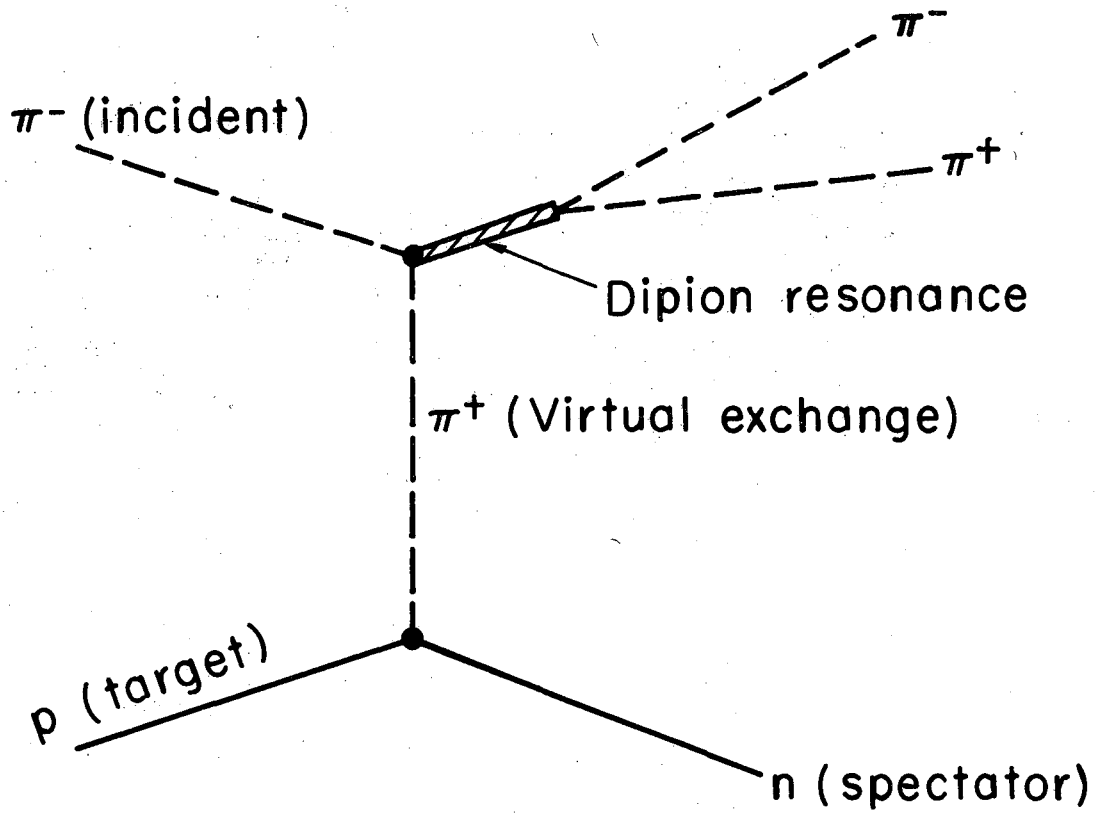 π⁻
π⁻ (incident)
π⁺
Dipion resonance
π⁺ (Virtual exchange)
p (target)
n (spectator)